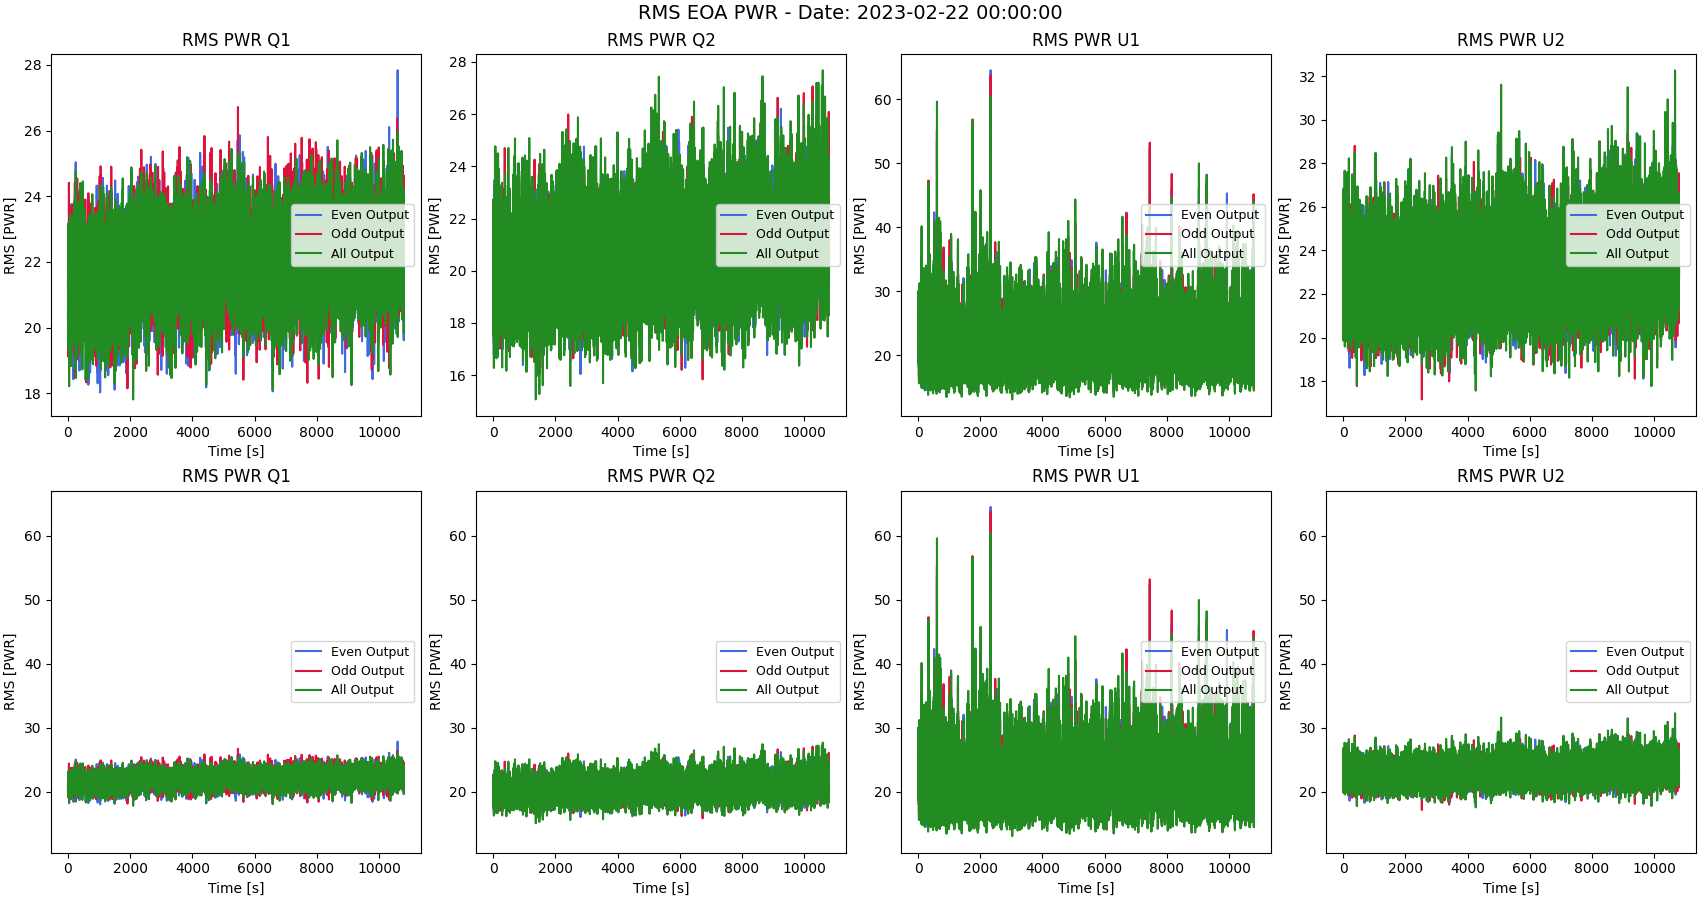 RMS EOA PWR - Date: 2023-02-22 00:00:00
RMS PWR Q1
RMS [PWR]
28
26
24
22
20
18
Even Output
Odd Output
All Output
0 2000 4000 6000 8000 10000
Time [s]
RMS PWR Q2
RMS [PWR]
28
26
24
22
20
18
16
Even Output
Odd Output
All Output
0 2000 4000 6000 8000 10000
Time [s]
RMS PWR U1
RMS [PWR]
60
50
40
30
20
Even Output
Odd Output
All Output
0 2000 4000 6000 8000 10000
Time [s]
RMS PWR U2
RMS [PWR]
32
30
28
26
24
22
20
18
Even Output
Odd Output
All Output
0 2000 4000 6000 8000 10000
Time [s]
RMS PWR Q1
RMS [PWR]
60
50
40
30
20
Even Output
Odd Output
All Output
0 2000 4000 6000 8000 10000
Time [s]
RMS PWR Q2
RMS [PWR]
60
50
40
30
20
Even Output
Odd Output
All Output
0 2000 4000 6000 8000 10000
Time [s]
RMS PWR U1
RMS [PWR]
60
50
40
30
20
Even Output
Odd Output
All Output
0 2000 4000 6000 8000 10000
Time [s]
RMS PWR U2
RMS [PWR]
60
50
40
30
20
Even Output
Odd Output
All Output
0 2000 4000 6000 8000 10000
Time [s]